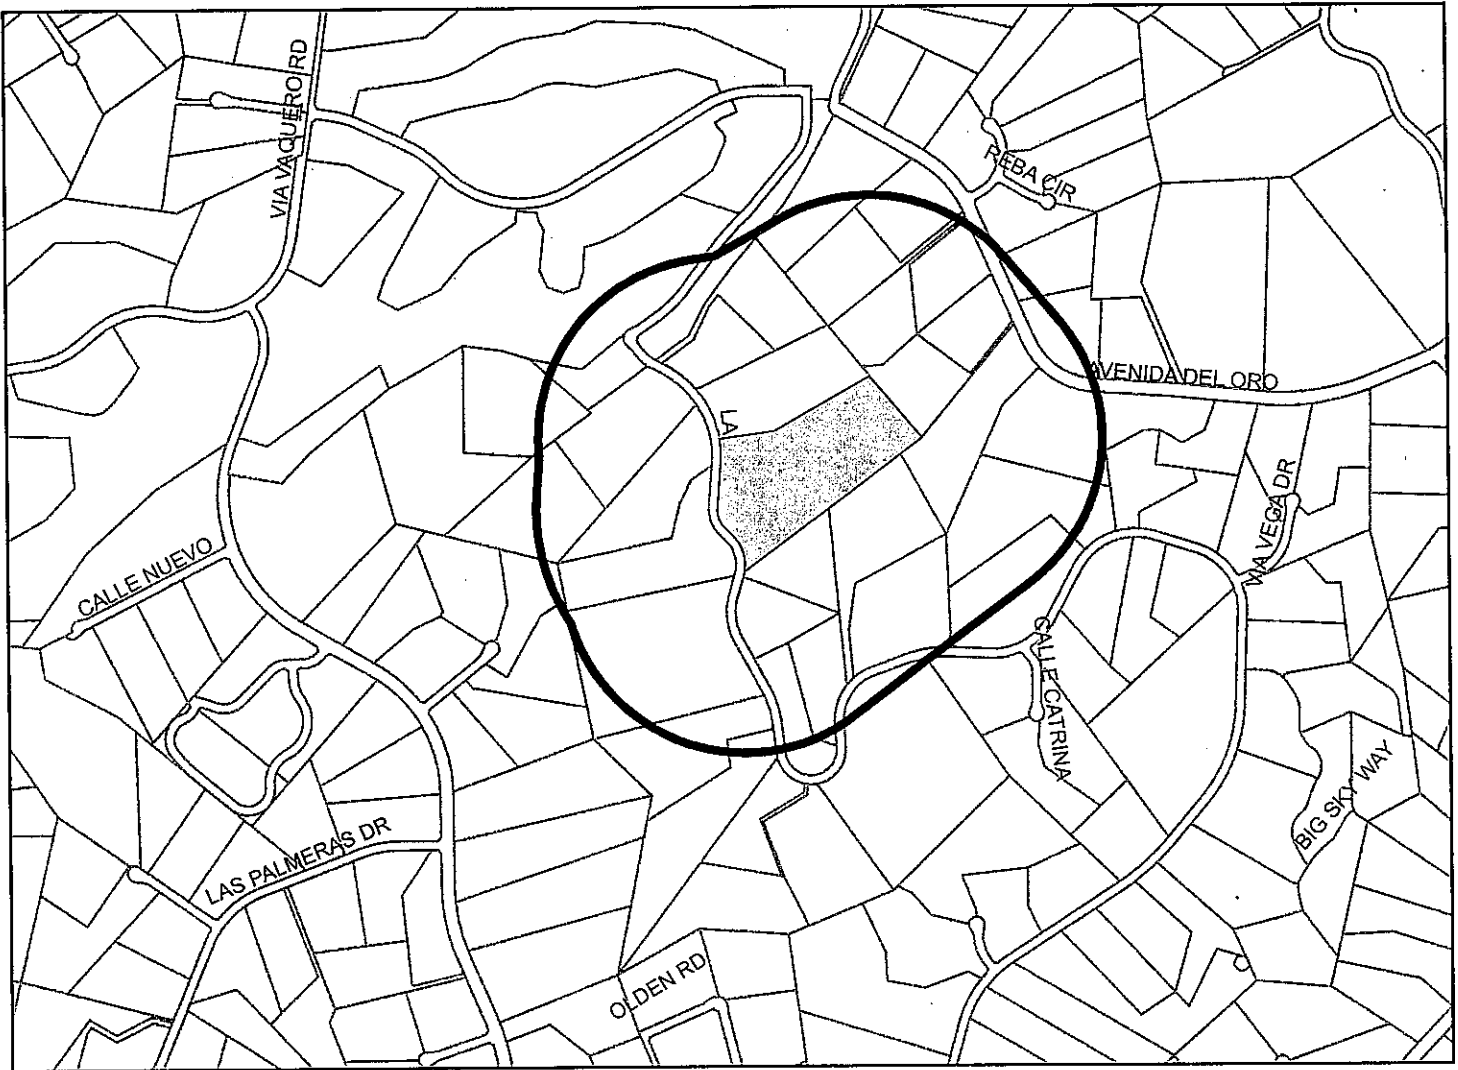 VIA VAQUERO RD
REBA CIR
AVENIDA DEL ORO
LA
VIA VEGA DR
CALLE NUEVO
CALLE CATRINA
BIG SKY WAY
LAS PALMERAS DR
OLDEN RD